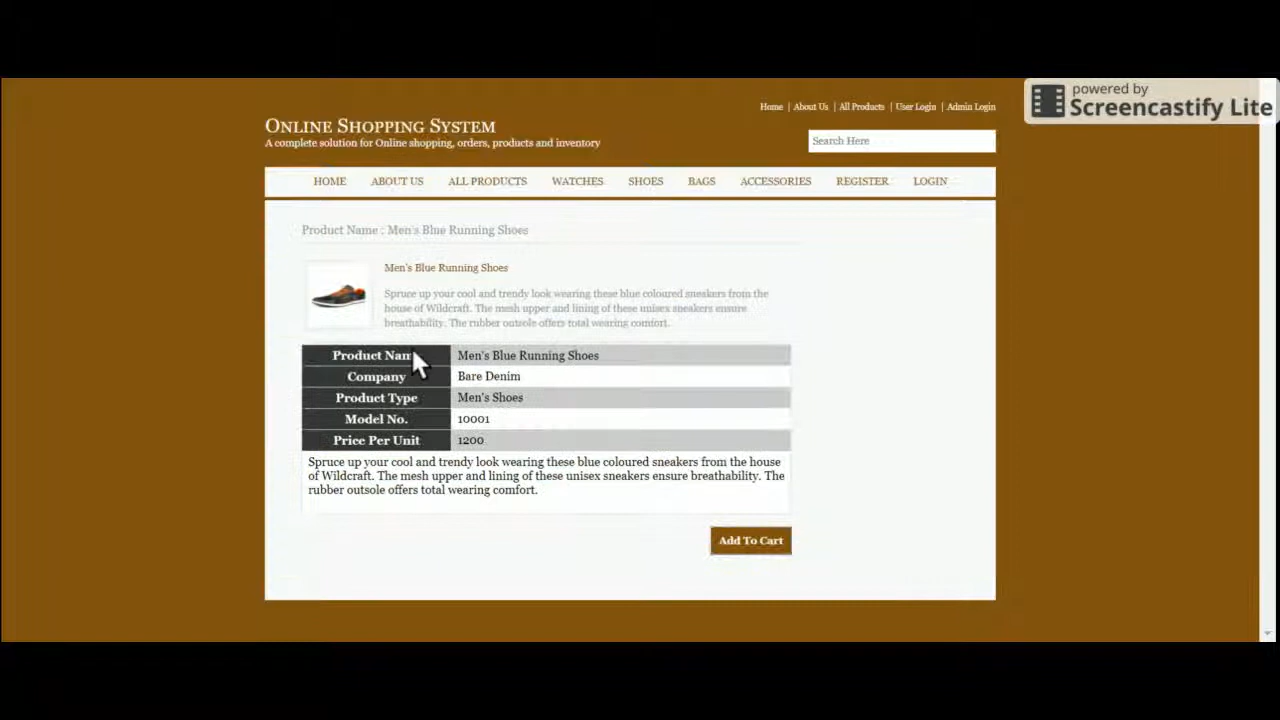 powered by
Screencastify Lite
Home | About Us | All Products | User Login | Admin Login
ONLINE SHOPPING SYSTEM
A complete solution for Online shopping, orders, products and inventory
Search Here
HOME ABOUT US ALL PRODUCTS WATCHES SHOES BAGS ACCESSORIES REGISTER LOGIN
Product Name : Men's Blue Running Shoes
Men's Blue Running Shoes
Spruce up your cool and trendy look wearing these blue coloured sneakers from the
house of Wildcraft. The mesh upper and lining of these unisex sneakers ensure
breathability. The rubber outsole offers total wearing comfort.
Product Nam Men's Blue Running Shoes
Company Bare Denim
Product Type Men's Shoes
Model No. 10001
Price Per Unit 1200
Spruce up your cool and trendy look wearing these blue coloured sneakers from the house
of Wildcraft. The mesh upper and lining of these unisex sneakers ensure breathability. The
rubber outsole offers total wearing comfort.
Add To Cart